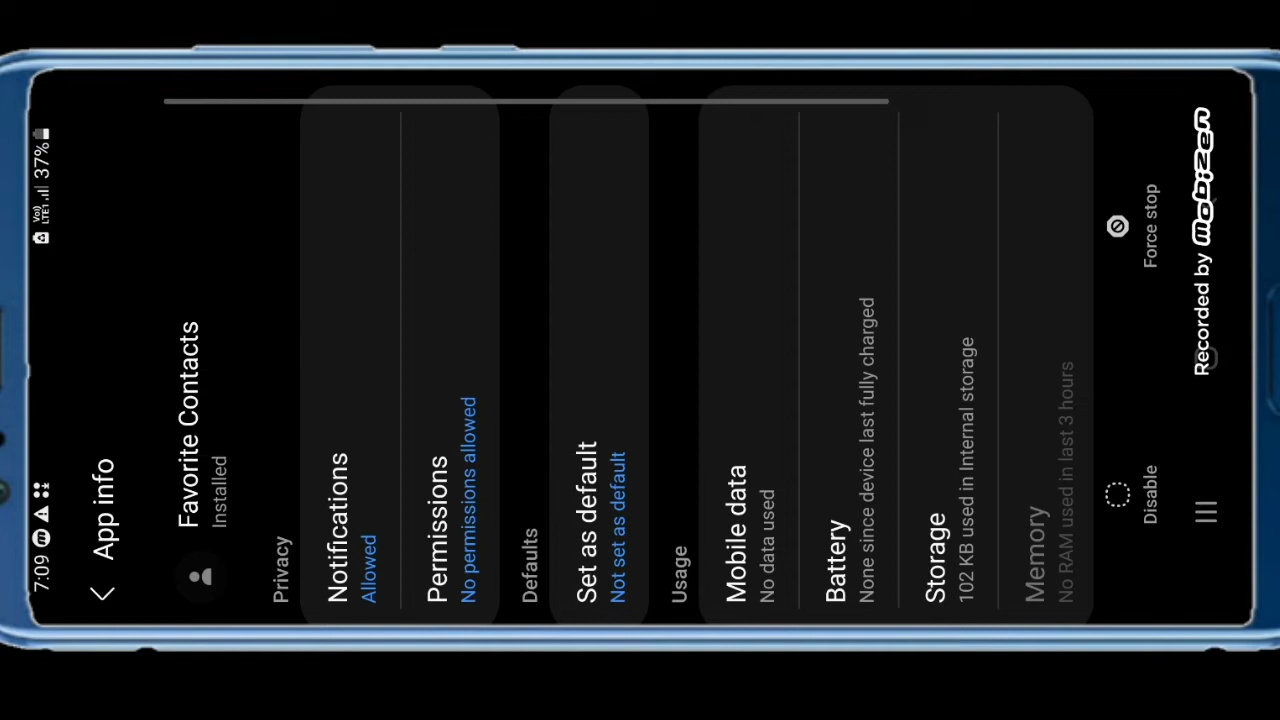 7:09
Vo)) LTE1 37%
App info
Favorite Contacts
Installed
Privacy
Notifications
Allowed
Permissions
No permissions allowed
Defaults
Set as default
Not set as default
Usage
Mobile data
No data used
Battery
None since device last fully charged
Storage
102 KB used in Internal storage
Memory
No RAM used in last 3 hours
Disable
Force stop
Recorded by mobizen